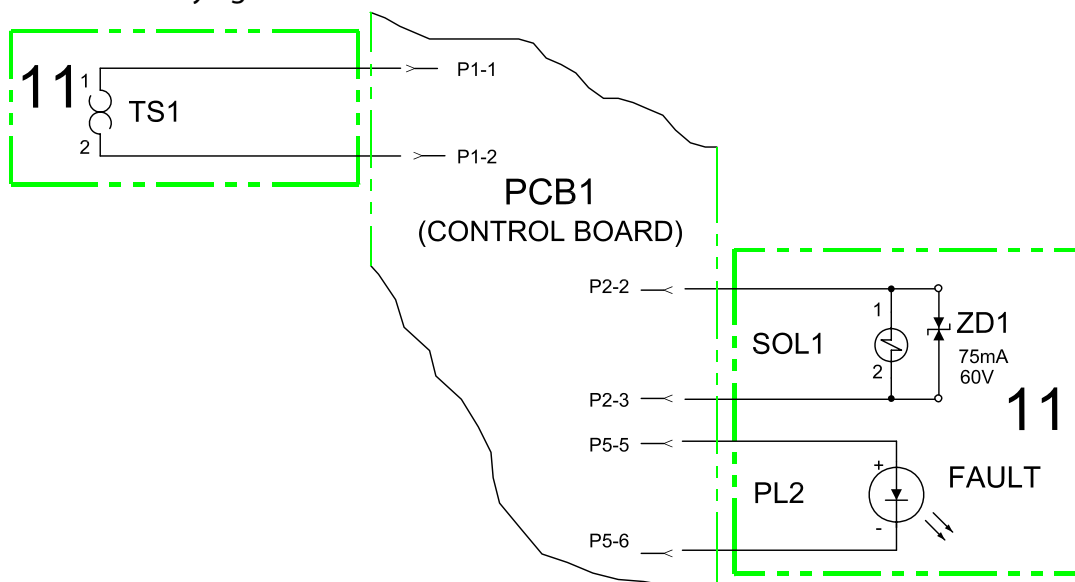 11
1
TS1
2
P1-1
P1-2
PCB1
(CONTROL BOARD)
P2-2
1
SOL1
2
ZD1
75mA
60V
P2-3
11
P5-5
+
PL2
FAULT
-
P5-6